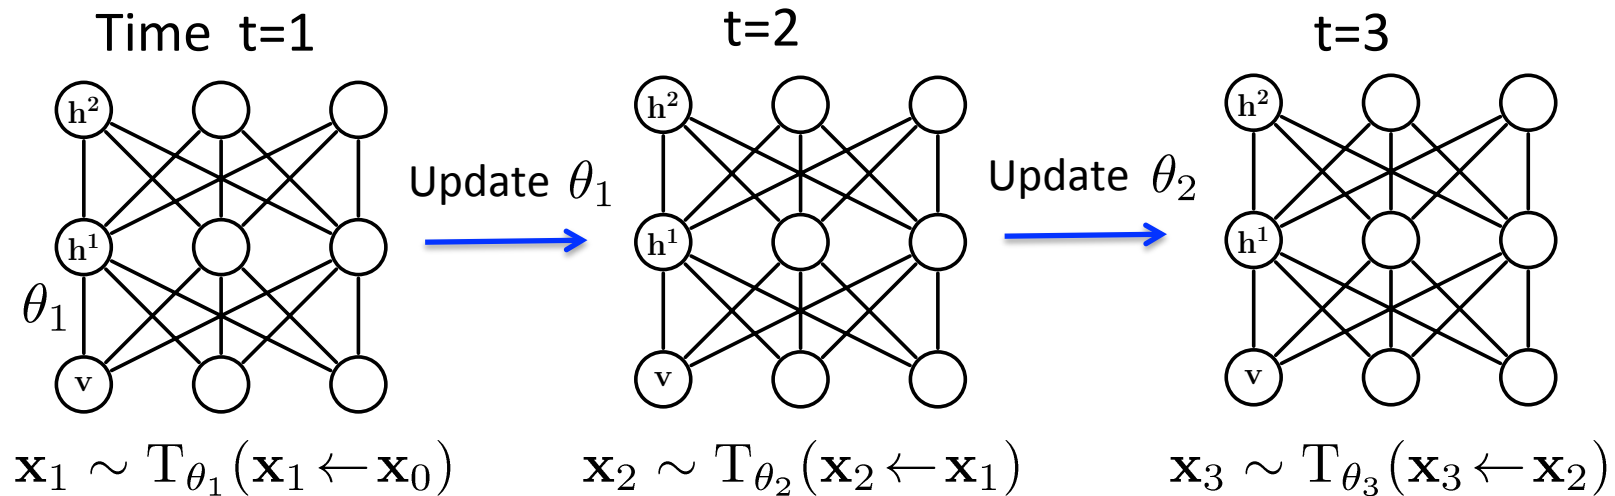 Time t=1
t=2
t=3
h²
h²
h²
Update θ₁
Update θ₂
h¹
h¹
h¹
θ₁
v
v
v
x₁ ∼ T_θ₁(x₁←x₀)
x₂ ∼ T_θ₂(x₂←x₁)
x₃ ∼ T_θ₃(x₃←x₂)